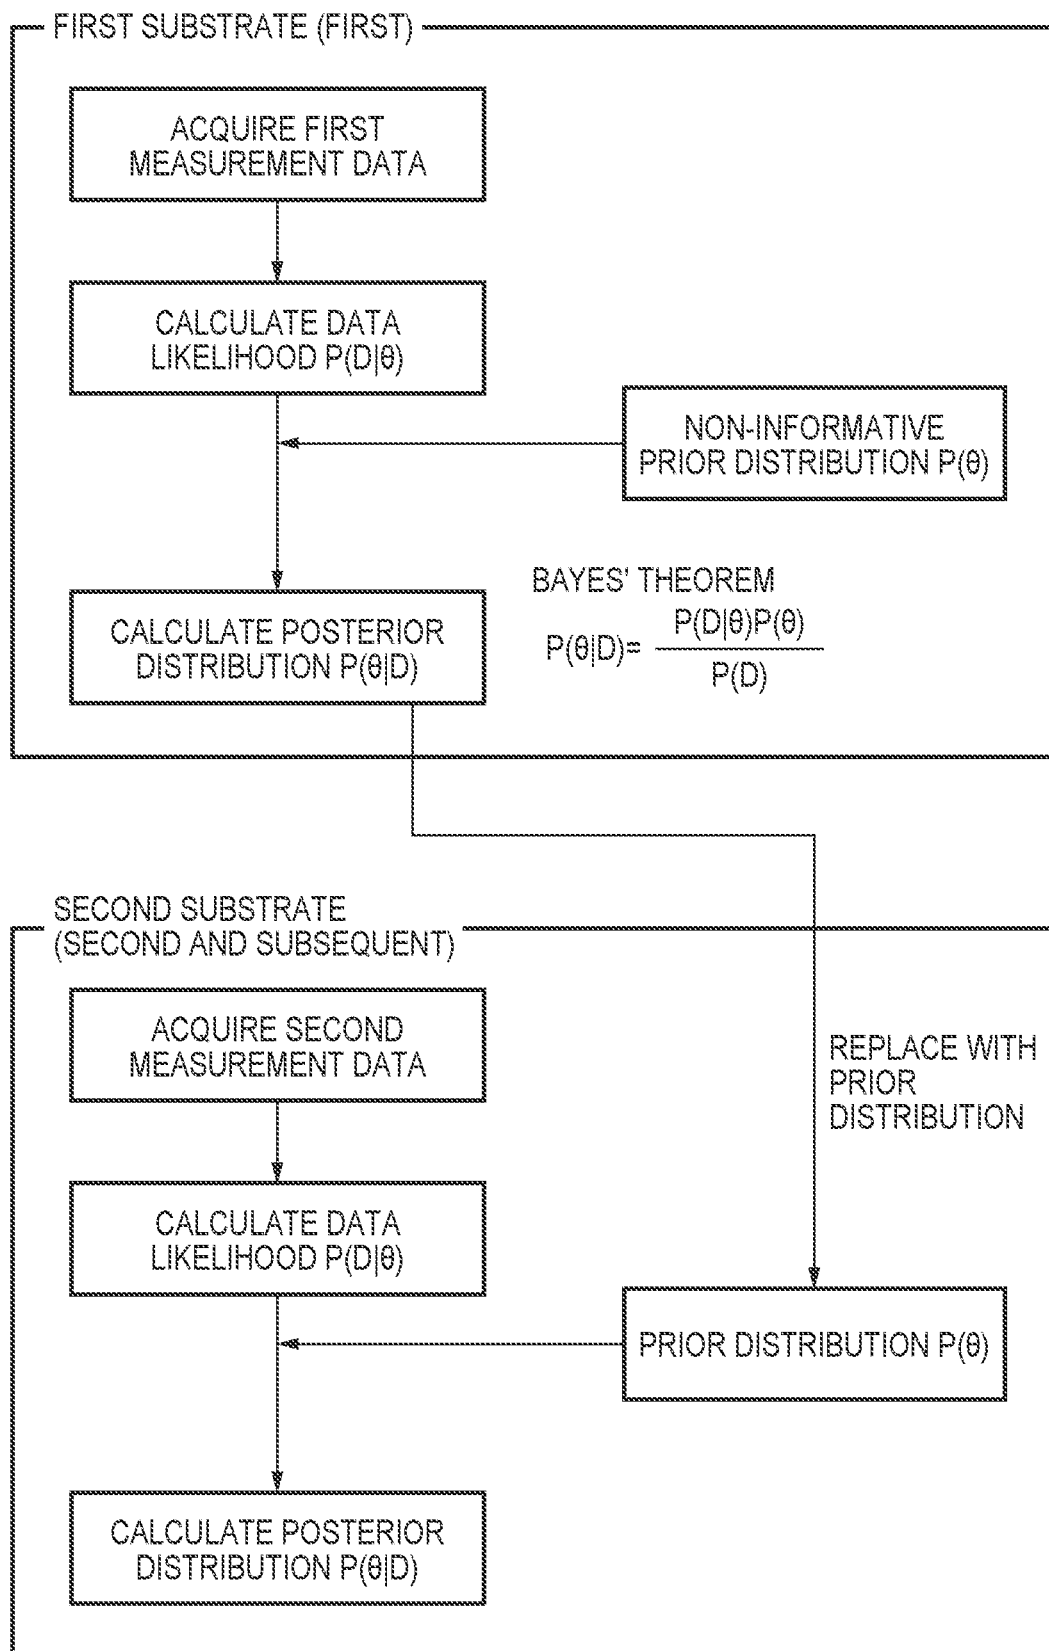 FIRST SUBSTRATE (FIRST)
ACQUIRE FIRST
MEASUREMENT DATA
CALCULATE DATA
LIKELIHOOD P(D|θ)
NON-INFORMATIVE
PRIOR DISTRIBUTION P(θ)
CALCULATE POSTERIOR
DISTRIBUTION P(θ|D)
BAYES' THEOREM
P(θ|D)= P(D|θ)P(θ)
P(D)
SECOND SUBSTRATE
(SECOND AND SUBSEQUENT)
ACQUIRE SECOND
MEASUREMENT DATA
REPLACE WITH
PRIOR
DISTRIBUTION
CALCULATE DATA
LIKELIHOOD P(D|θ)
PRIOR DISTRIBUTION P(θ)
CALCULATE POSTERIOR
DISTRIBUTION P(θ|D)